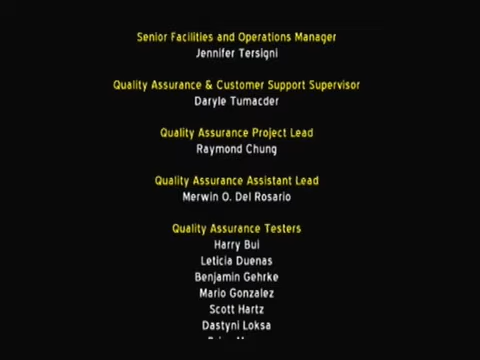 Senior Facilities and Operations Manager
Jennifer Tersigni
Quality Assurance & Customer Support Supervisor
Daryle Tumacder
Quality Assurance Project Lead
Raymond Chung
Quality Assurance Assistant Lead
Merwin O. Del Rosario
Quality Assurance Testers
Harry Bui
Leticia Duenas
Benjamin Gehrke
Mario Gonzalez
Scott Hartz
Dastyni Loksa